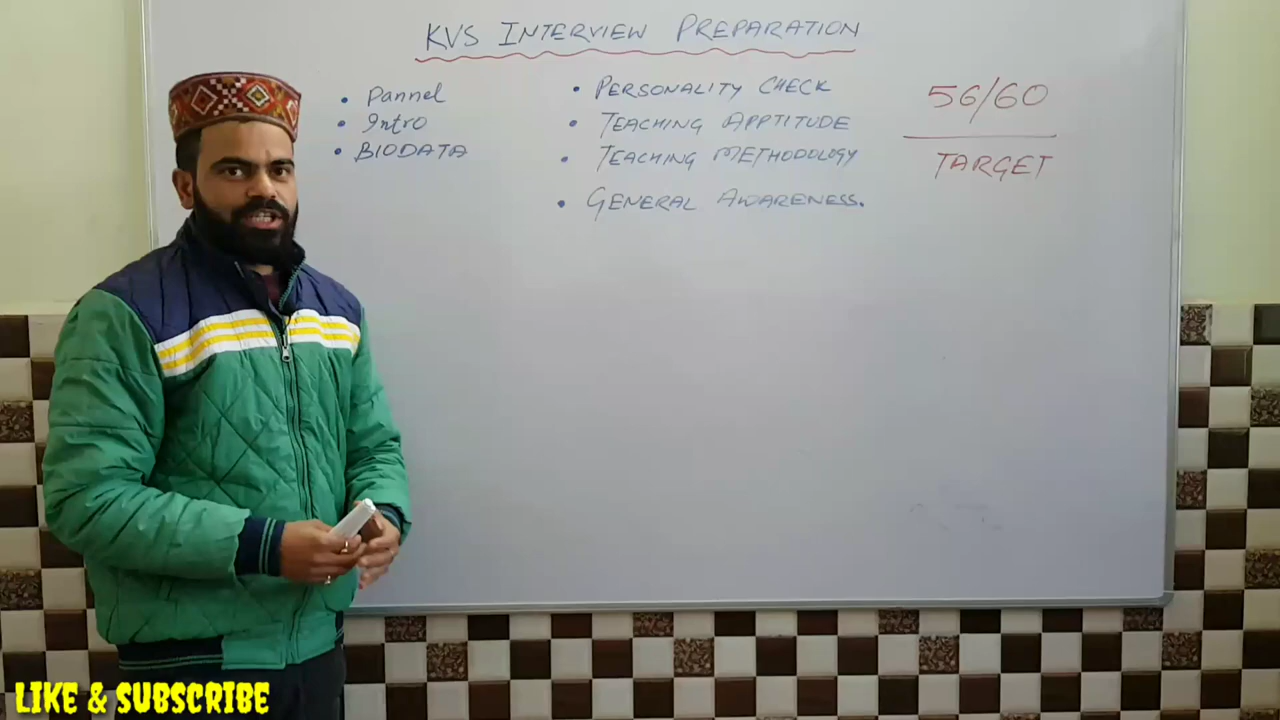 KVS INTERVIEW PREPARATION
• Pannel
• Intro
• BIODATA
• PERSONALITY CHECK
• TEACHING APPTITUDE
• TEACHING METHODOLOGY
• GENERAL AWARENESS.
56/60
TARGET
LIKE & SUBSCRIBE